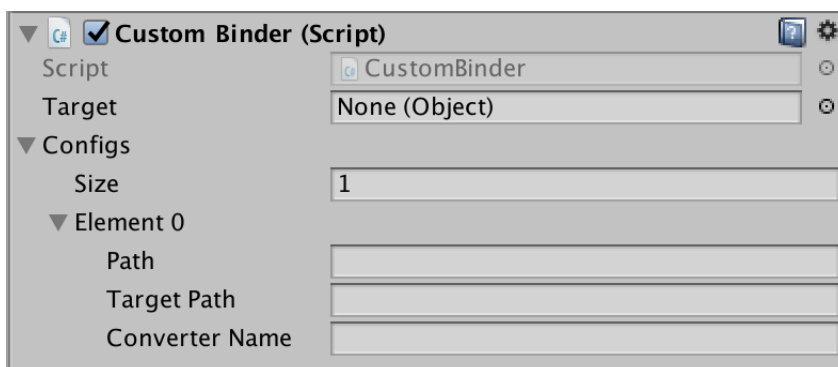 Custom Binder (Script)
Script CustomBinder
Target None (Object)
Configs
Size 1
Element 0
Path
Target Path
Converter Name